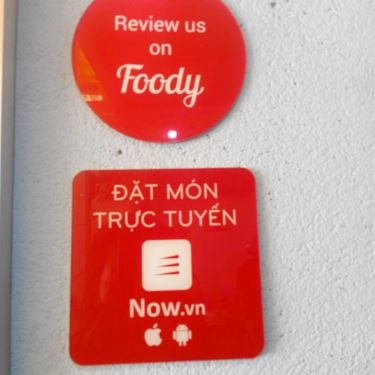 Review us
on
Foody
ĐẶT MÓN
TRỰC TUYẾN
Now.vn